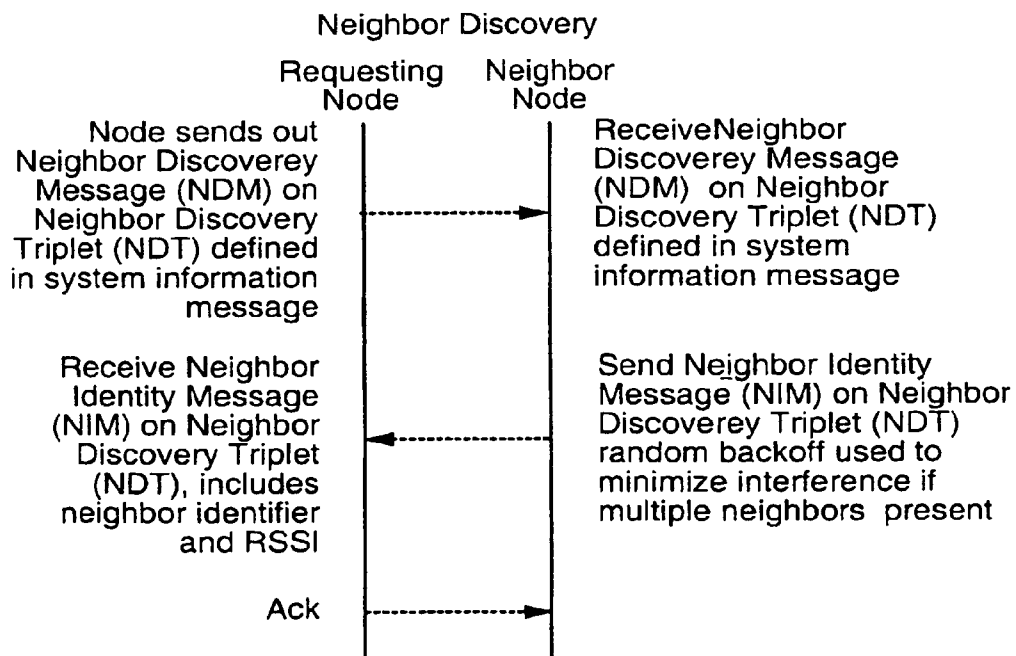 Neighbor Discovery
Requesting
Node
Neighbor
Node
Node sends out
Neighbor Discoverey
Message (NDM) on
Neighbor Discovery
Triplet (NDT) defined
in system information
message
ReceiveNeighbor
Discoverey Message
(NDM) on Neighbor
Discovery Triplet (NDT)
defined in system
information message
Receive Neighbor
Identity Message
(NIM) on Neighbor
Discovery Triplet
(NDT), includes
neighbor identifier
and RSSI
Send Neighbor Identity
Message (NIM) on Neighbor
Discoverey Triplet (NDT)
random backoff used to
minimize interference if
multiple neighbors present
Ack